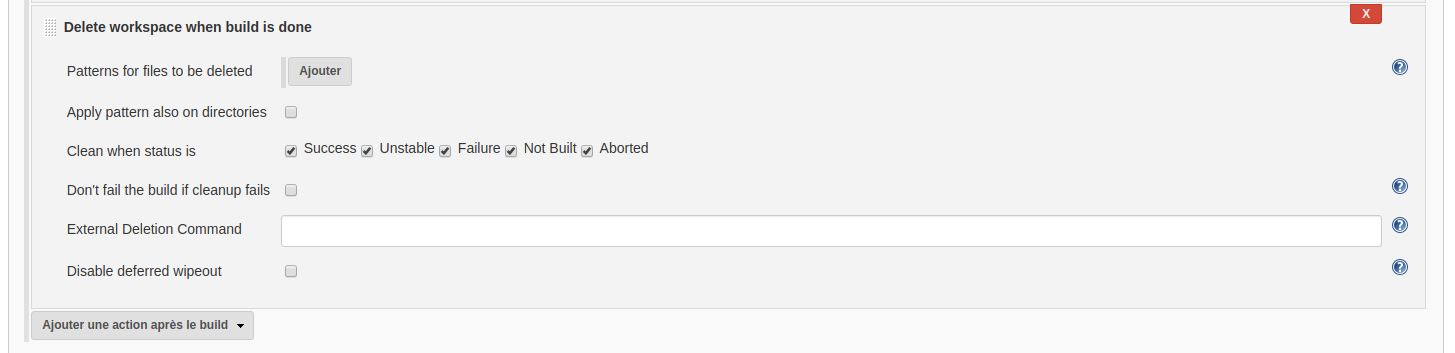 Delete workspace when build is done
X
Patterns for files to be deleted Ajouter
Apply pattern also on directories
Clean when status is Success Unstable Failure Not Built Aborted
Don't fail the build if cleanup fails
External Deletion Command
Disable deferred wipeout
Ajouter une action après le build